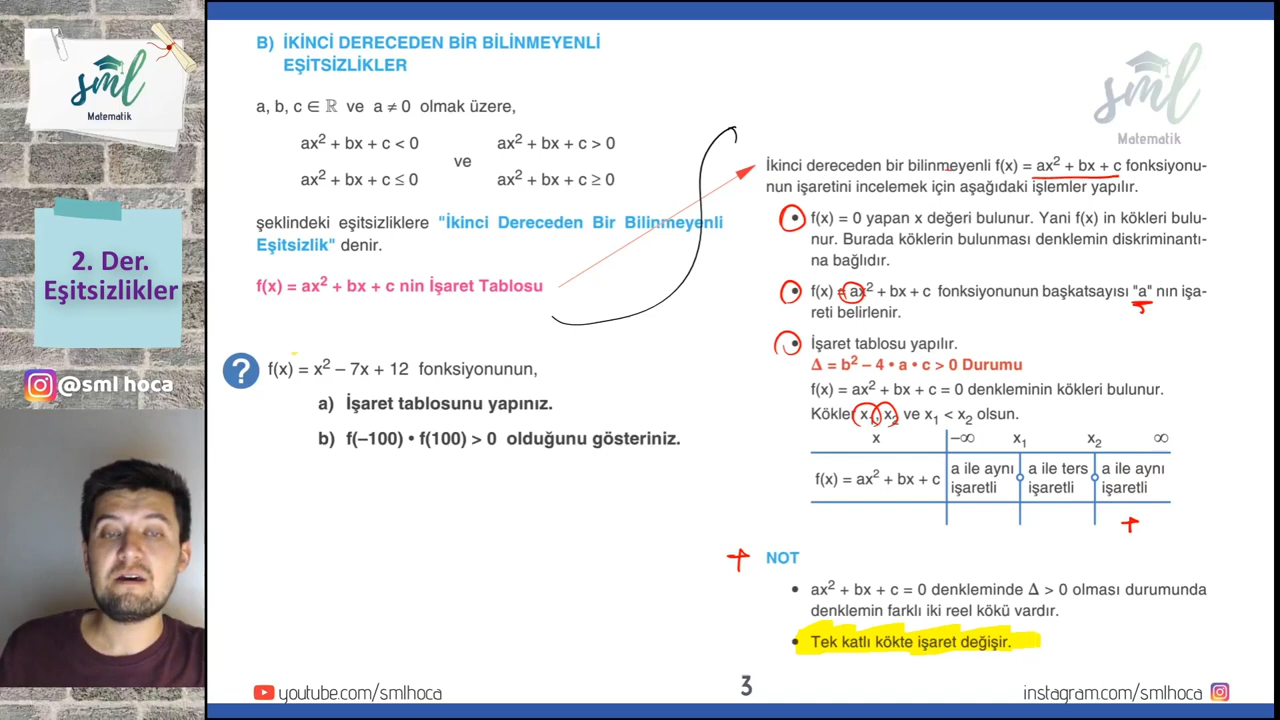 sml
Matematik
2. Der.
Eşitsizlikler
@sml hoca
B) İKİNCİ DERECEDEN BİR BİLİNMEYENLİ
EŞİTSİZLİKLER
a, b, c ∈ ℝ ve a ≠ 0 olmak üzere,
ax² + bx + c < 0 ax² + bx + c > 0
ve
ax² + bx + c ≤ 0 ax² + bx + c ≥ 0
şeklindeki eşitsizliklere "İkinci Dereceden Bir Bilinmeyenli
Eşitsizlik" denir.
f(x) = ax² + bx + c nin İşaret Tablosu
? f(x) = x² – 7x + 12 fonksiyonunun,
a) İşaret tablosunu yapınız.
b) f(–100) • f(100) > 0 olduğunu gösteriniz.
sml
Matematik
İkinci dereceden bir bilinmeyenli f(x) = ax² + bx + c fonksiyonu-
nun işaretini incelemek için aşağıdaki işlemler yapılır.
• f(x) = 0 yapan x değeri bulunur. Yani f(x) in kökleri bulu-
nur. Burada köklerin bulunması denklemin diskriminantı-
na bağlıdır.
• f(x) = ax² + bx + c fonksiyonunun başkatsayısı "a" nın işa-
reti belirlenir.
• İşaret tablosu yapılır.
Δ = b² – 4 • a • c > 0 Durumu
f(x) = ax² + bx + c = 0 denkleminin kökleri bulunur.
Kökler x₁, x₂ ve x₁ < x₂ olsun.
x –∞ x₁ x₂ ∞
f(x) = ax² + bx + c a ile aynı a ile ters a ile aynı
işaretli işaretli işaretli
+
+ NOT
• ax² + bx + c = 0 denkleminde Δ > 0 olması durumunda
denklemin farklı iki reel kökü vardır.
• Tek katlı kökte işaret değişir.
youtube.com/smlhoca
3
instagram.com/smlhoca